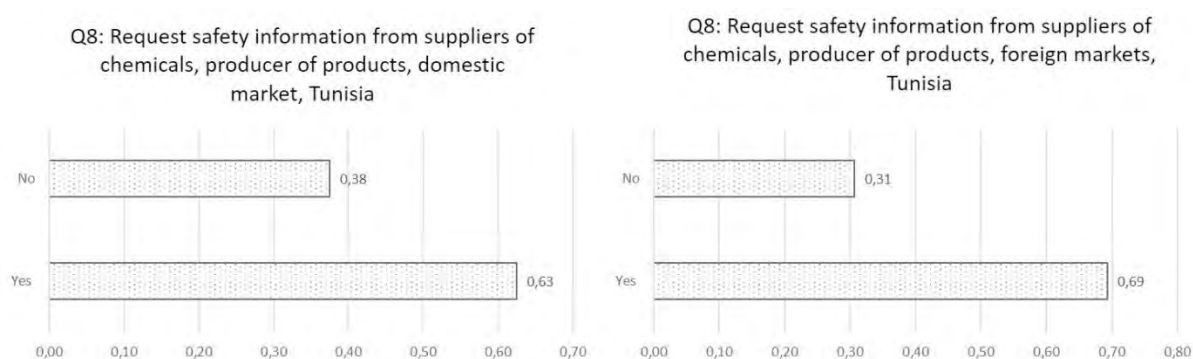 Q8: Request safety information from suppliers of
chemicals, producer of products, domestic
market, Tunisia
No
0,38
Yes
0,63
0,00 0,10 0,20 0,30 0,40 0,50 0,60 0,70
Q8: Request safety information from suppliers of
chemicals, producer of products, foreign markets,
Tunisia
No
0,31
Yes
0,69
0,00 0,10 0,20 0,30 0,40 0,50 0,60 0,70 0,80